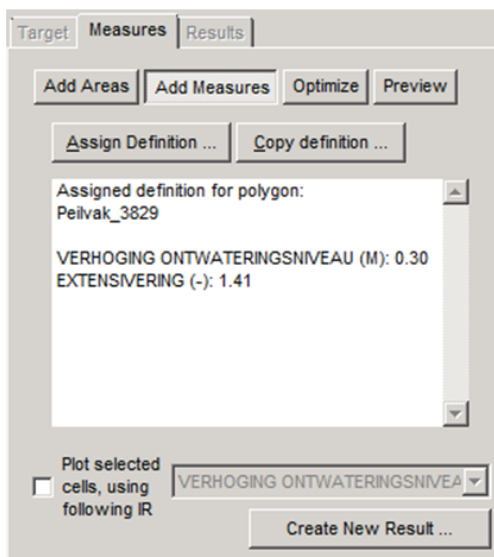 Target Measures Results
Add Areas Add Measures Optimize Preview
Assign Definition ... Copy definition ...
Assigned definition for polygon:
Peilvak_3829
VERHOGING ONTWATERINGSNIVEAU (M): 0.30
EXTENSIVERING (-): 1.41
Plot selected
cells, using
following IR
VERHOGING ONTWATERINGSNIVEA
Create New Result ...